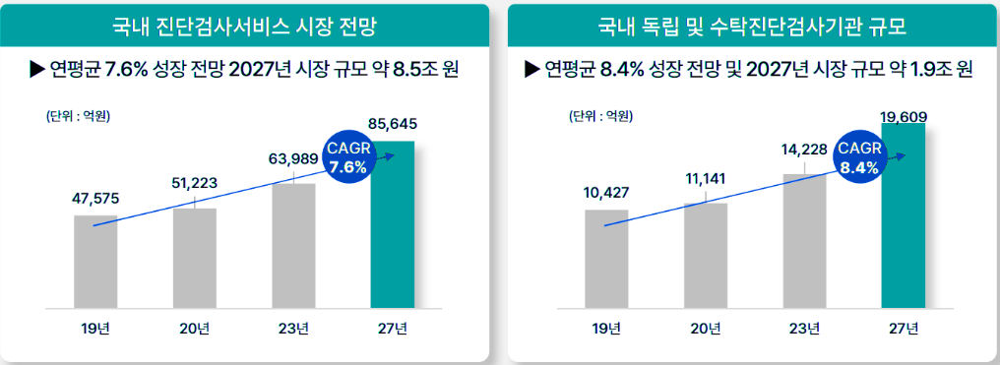 국내 진단검사서비스 시장 전망
▶ 연평균 7.6% 성장 전망 2027년 시장 규모 약 8.5조 원
(단위 : 억원)
47,575
51,223
63,989
85,645
CAGR
7.6%
19년
20년
23년
27년
국내 독립 및 수탁진단검사기관 규모
▶ 연평균 8.4% 성장 전망 및 2027년 시장 규모 약 1.9조 원
(단위 : 억원)
10,427
11,141
14,228
19,609
CAGR
8.4%
19년
20년
23년
27년